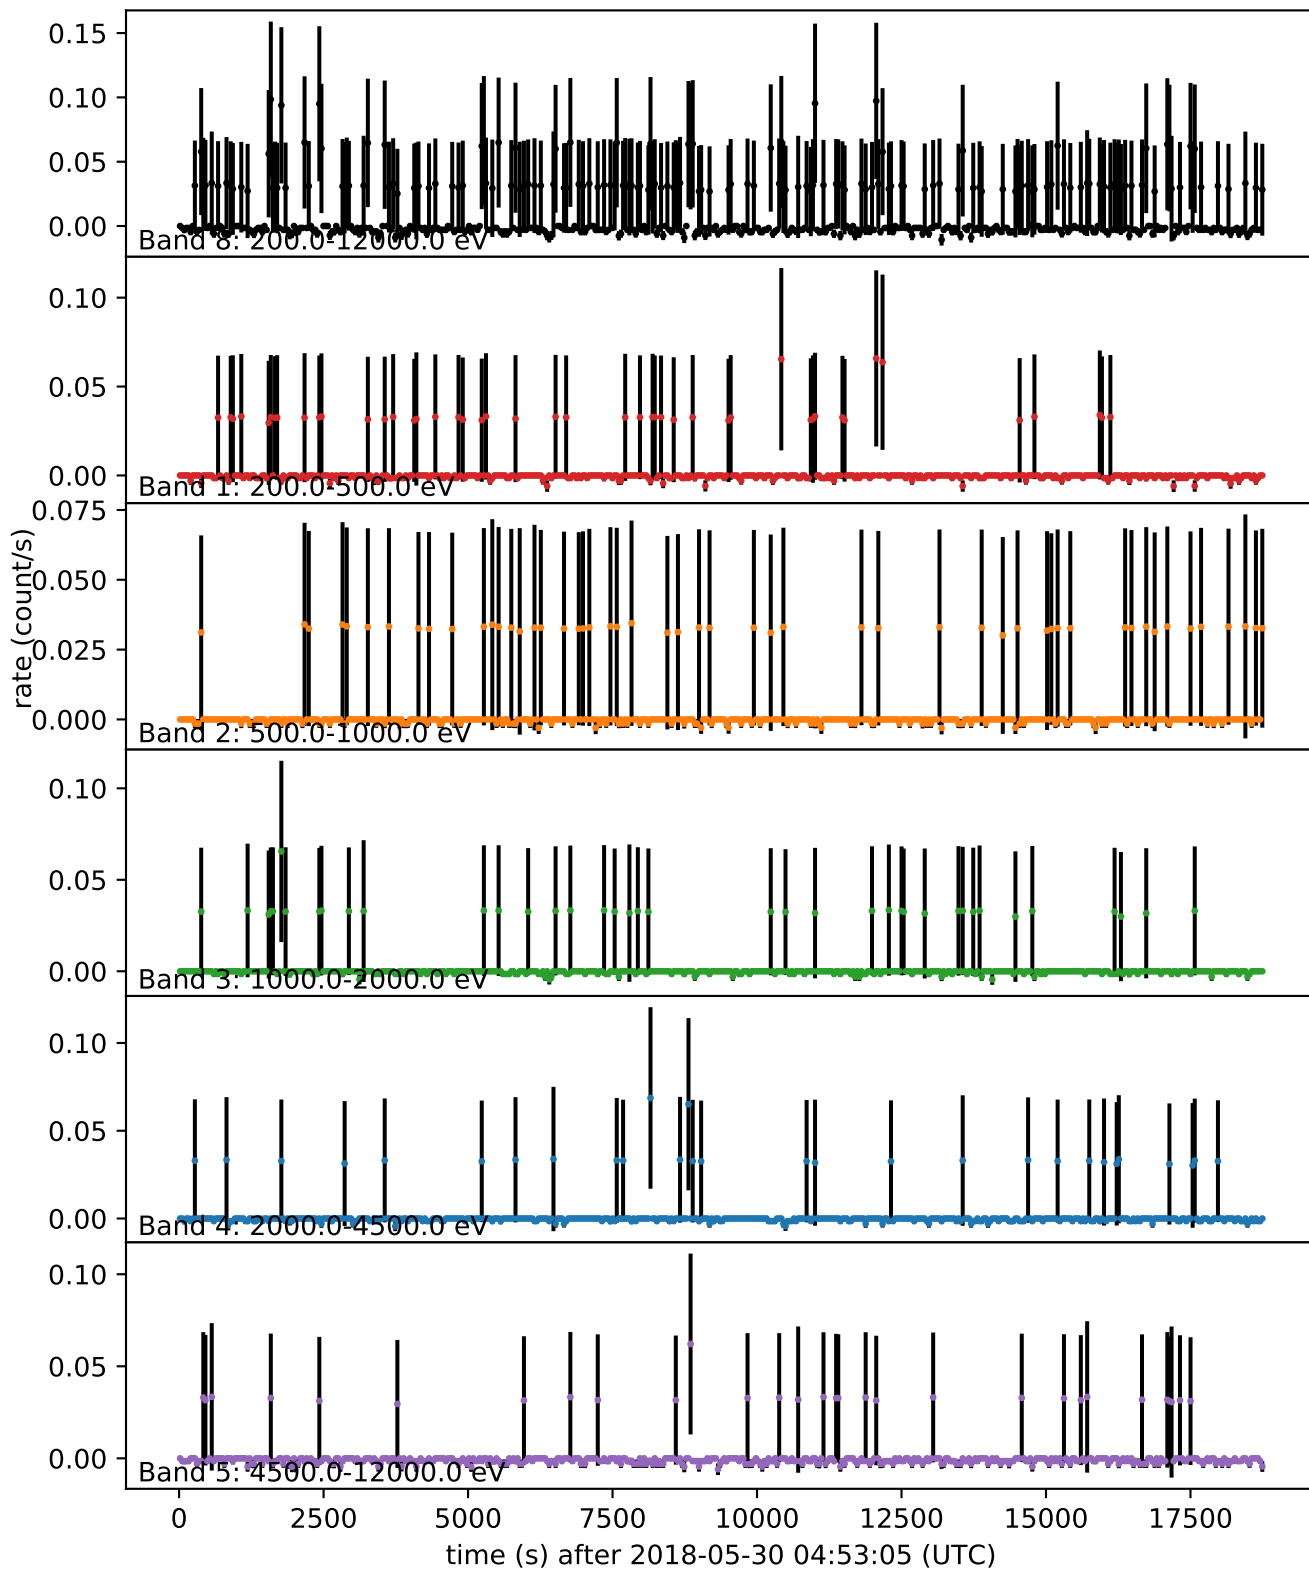 0.15
0.10
0.05
0.00
Band 8: 200.0-12000.0 eV
0.10
0.05
0.00
Band 1: 200.0-500.0 eV
0.075
0.050
0.025
0.000
Band 2: 500.0-1000.0 eV
rate (count/s)
0.10
0.05
0.00
Band 3: 1000.0-2000.0 eV
0.10
0.05
0.00
Band 4: 2000.0-4500.0 eV
0.10
0.05
0.00
Band 5: 4500.0-12000.0 eV
0 2500 5000 7500 10000 12500 15000 17500
time (s) after 2018-05-30 04:53:05 (UTC)